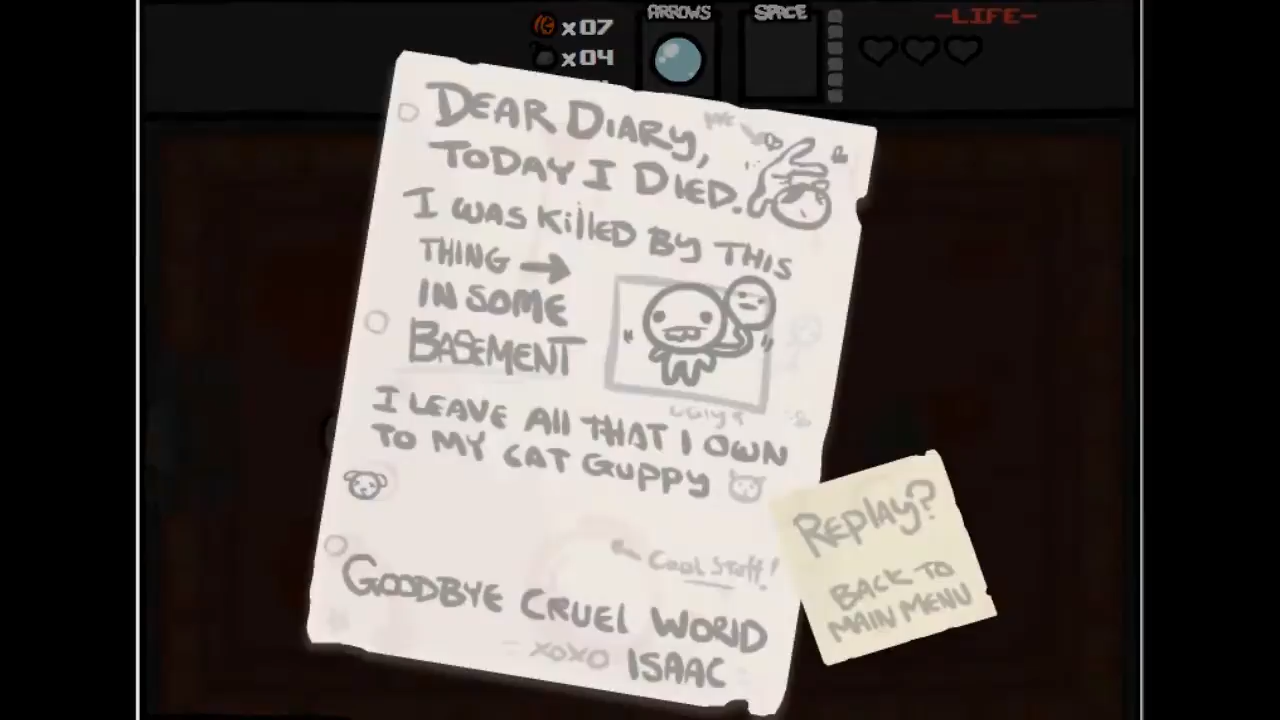 x07
ARROWS
SPACE
-LIFE-
x04
DEAR DIARY,
TODAY I DIED.
I WAS KILLED BY THIS
THING →
IN SOME
BASEMENT
I LEAVE ALL THAT I OWN
TO MY CAT GUPPY
← COOL STUFF!
GOODBYE CRUEL WORLD
XOXO ISAAC
REPLAY?
BACK TO
MAIN MENU